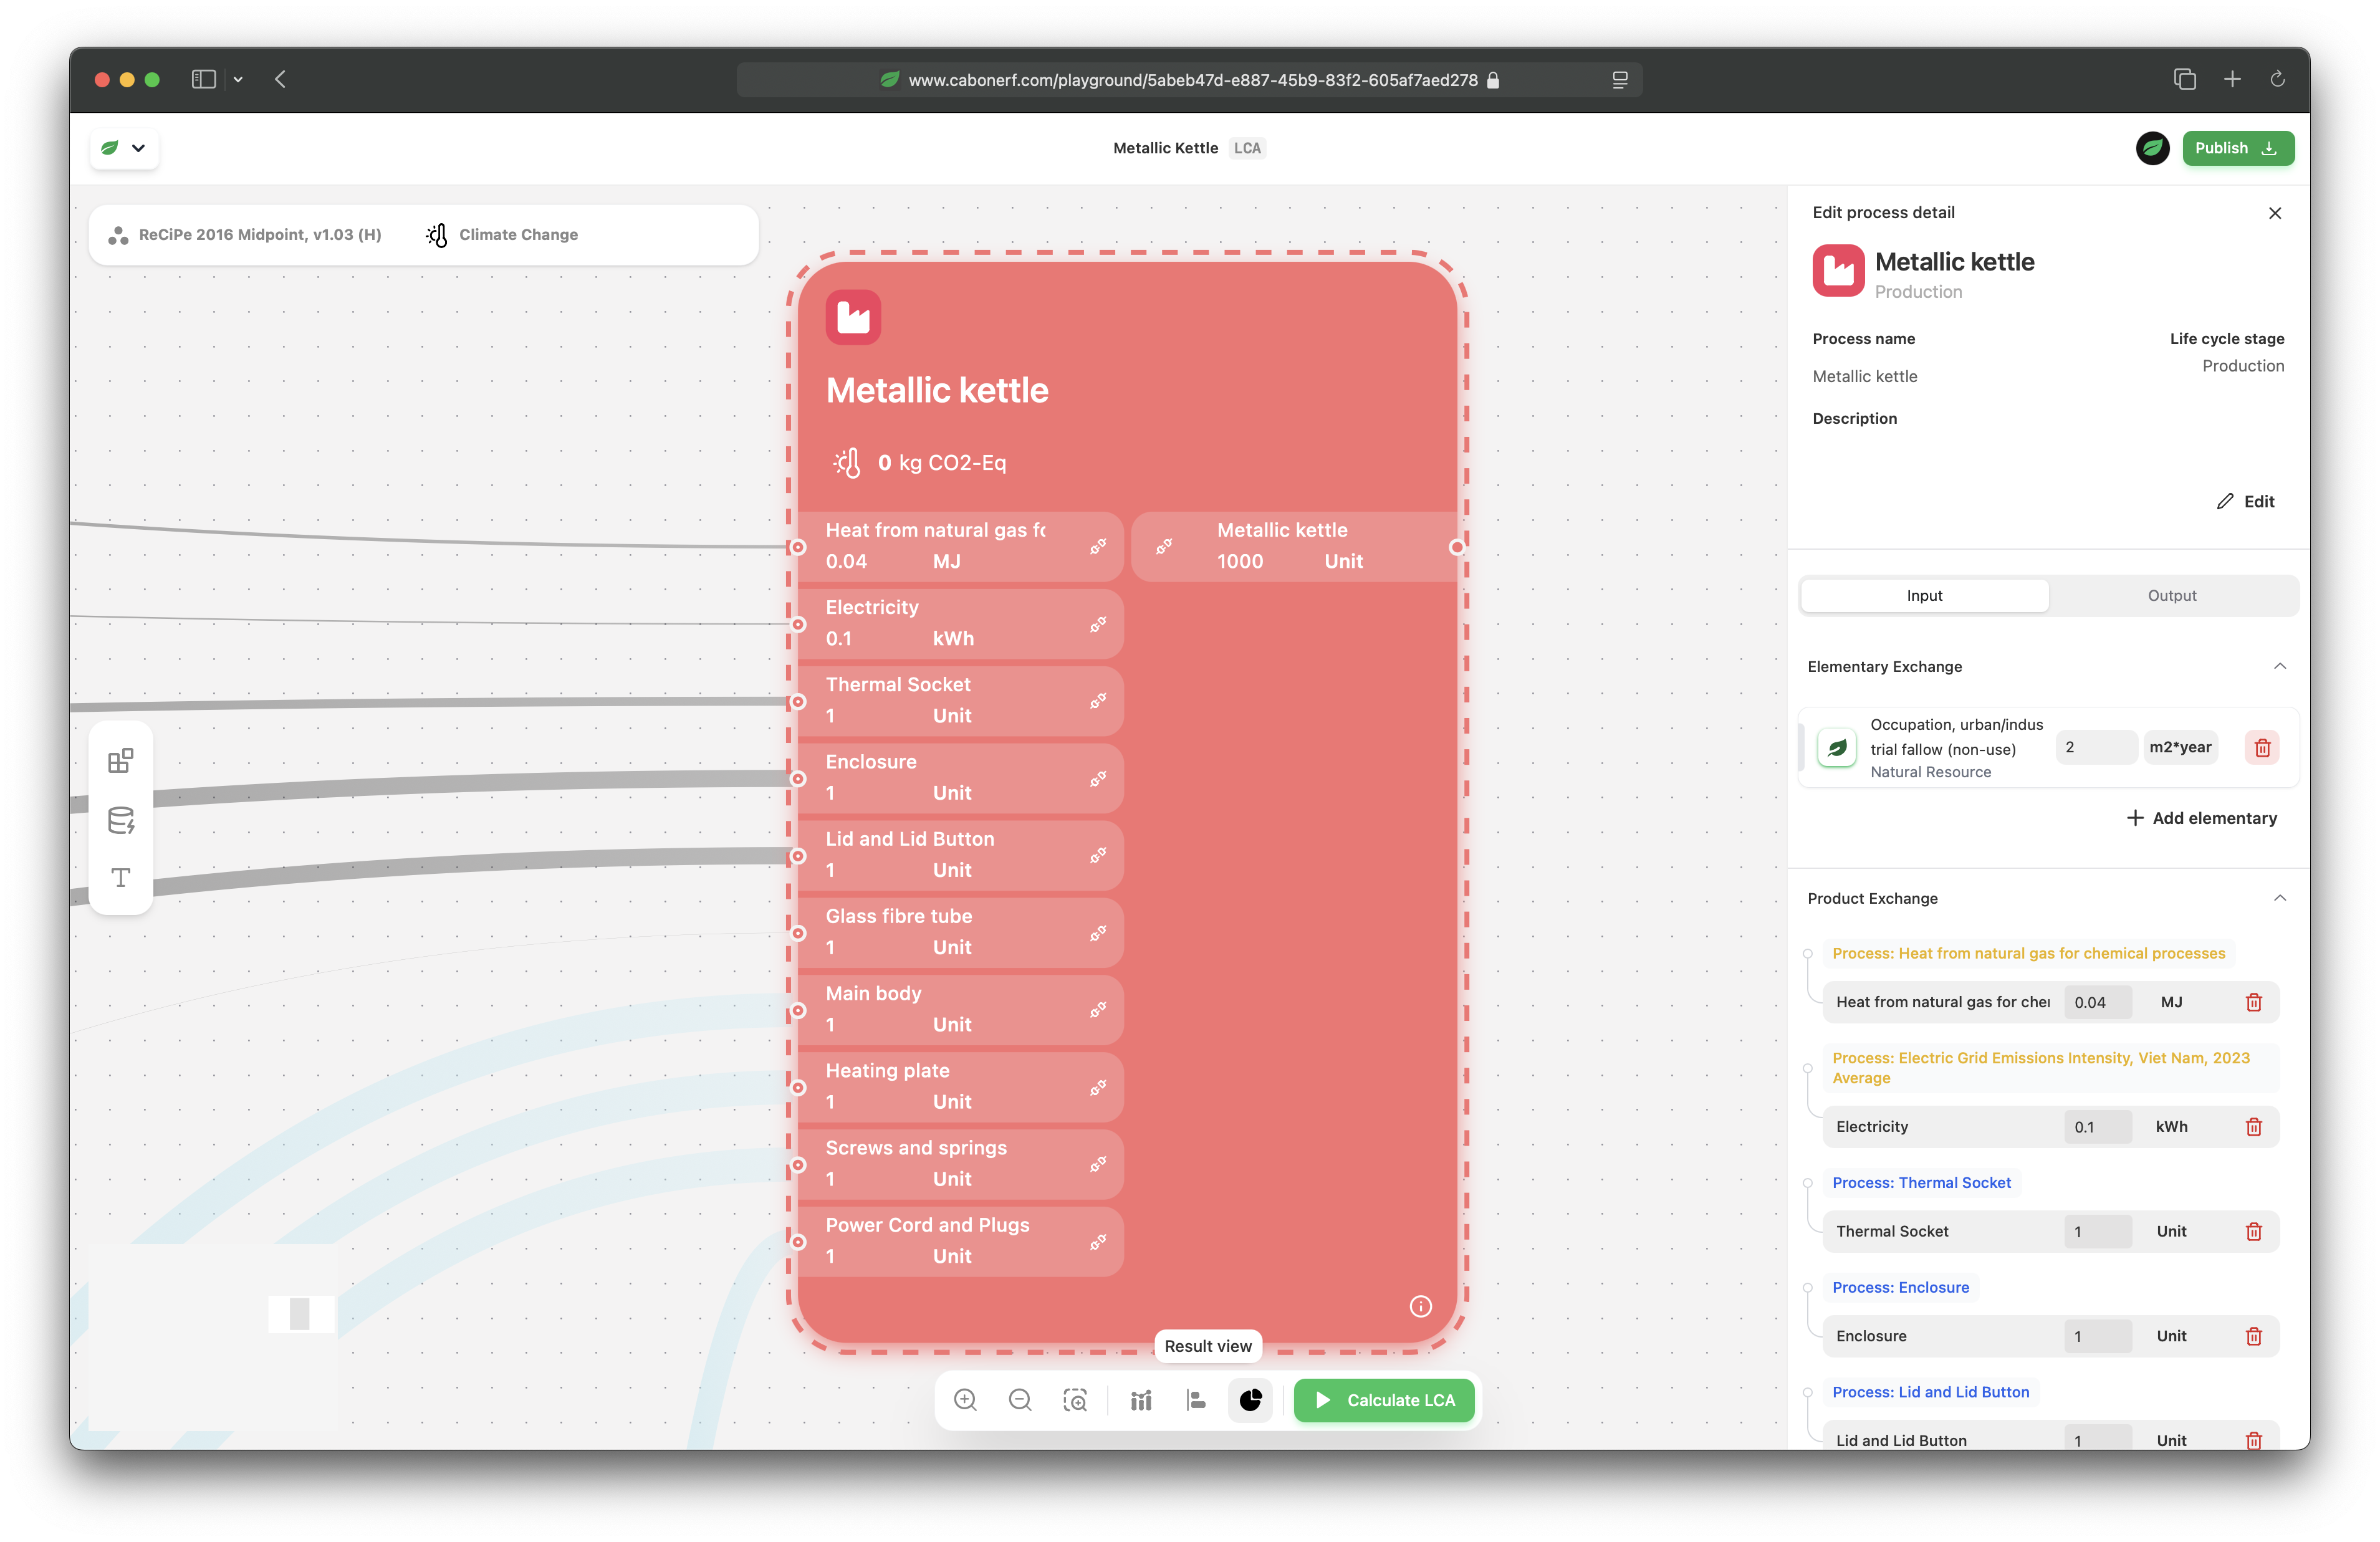 www.cabonerf.com/playground/5abeb47d-e887-45b9-83f2-605af7aed278
Metallic Kettle LCA
Publish
ReCiPe 2016 Midpoint, v1.03 (H) Climate Change
Metallic kettle
0 kg CO2-Eq
Heat from natural gas fo
0.04 MJ
Metallic kettle
1000 Unit
Electricity
0.1 kWh
Thermal Socket
1 Unit
Enclosure
1 Unit
Lid and Lid Button
1 Unit
Glass fibre tube
1 Unit
Main body
1 Unit
Heating plate
1 Unit
Screws and springs
1 Unit
Power Cord and Plugs
1 Unit
Result view
Calculate LCA
Edit process detail
Metallic kettle
Production
Process name Life cycle stage
Metallic kettle Production
Description
Edit
Input Output
Elementary Exchange
Occupation, urban/indus
trial fallow (non-use)
Natural Resource
2 m2*year
Add elementary
Product Exchange
Process: Heat from natural gas for chemical processes
Heat from natural gas for cher 0.04 MJ
Process: Electric Grid Emissions Intensity, Viet Nam, 2023
Average
Electricity 0.1 kWh
Process: Thermal Socket
Thermal Socket 1 Unit
Process: Enclosure
Enclosure 1 Unit
Process: Lid and Lid Button
Lid and Lid Button 1 Unit